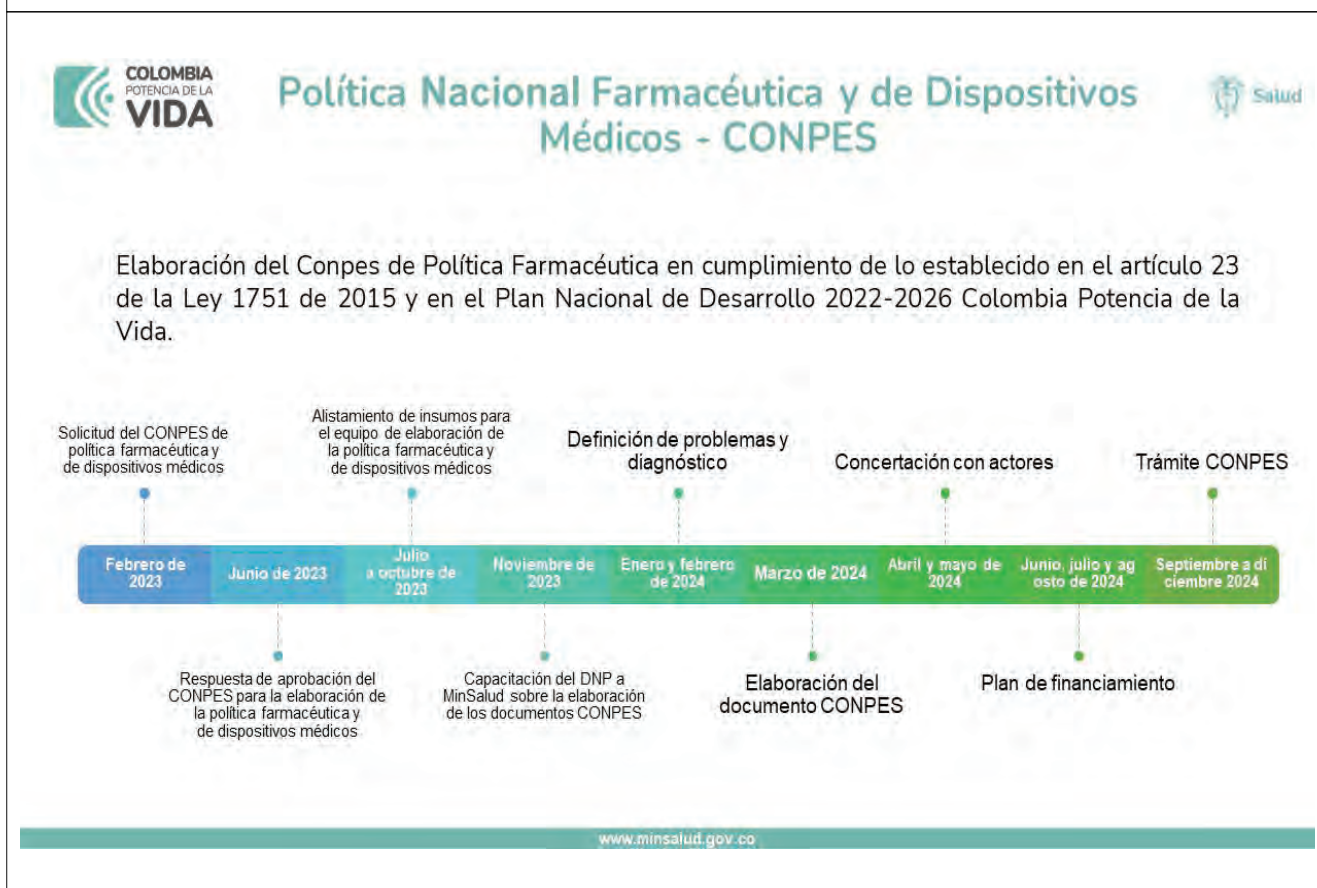 COLOMBIA
POTENCIA DE LA
VIDA
Política Nacional Farmacéutica y de Dispositivos
Médicos - CONPES
Salud
Elaboración del Conpes de Política Farmacéutica en cumplimiento de lo establecido en el artículo 23
de la Ley 1751 de 2015 y en el Plan Nacional de Desarrollo 2022-2026 Colombia Potencia de la
Vida.
Solicitud del CONPES de
política farmacéutica y
de dispositivos médicos
Alistamiento de insumos para
el equipo de elaboración de
la política farmacéutica y
de dispositivos médicos
Definición de problemas y
diagnóstico
Concertación con actores
Trámite CONPES
Febrero de
2023
Junio de 2023
Julio
a octubre de
2023
Noviembre de
2023
Enero y febrero
de 2024
Marzo de 2024
Abril y mayo de
2024
Junio, julio y ag
osto de 2024
Septiembre a di
ciembre 2024
Respuesta de aprobación del
CONPES para la elaboración de
la política farmacéutica y
de dispositivos médicos
Capacitación del DNP a
MinSalud sobre la elaboración
de los documentos CONPES
Elaboración del
documento CONPES
Plan de financiamiento
www.minsalud.gov.co